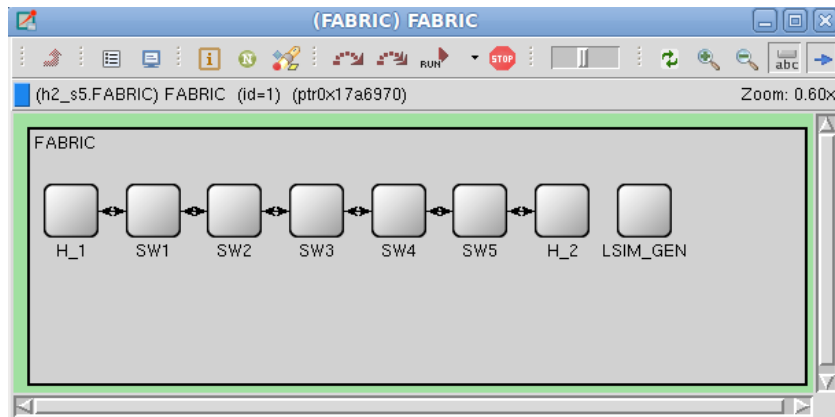 (FABRIC) FABRIC
RUN
STOP
abc
(h2_s5.FABRIC) FABRIC (id=1) (ptr0x17a6970)
Zoom: 0.60x
FABRIC
H_1 SW1 SW2 SW3 SW4 SW5 H_2 LSIM_GEN